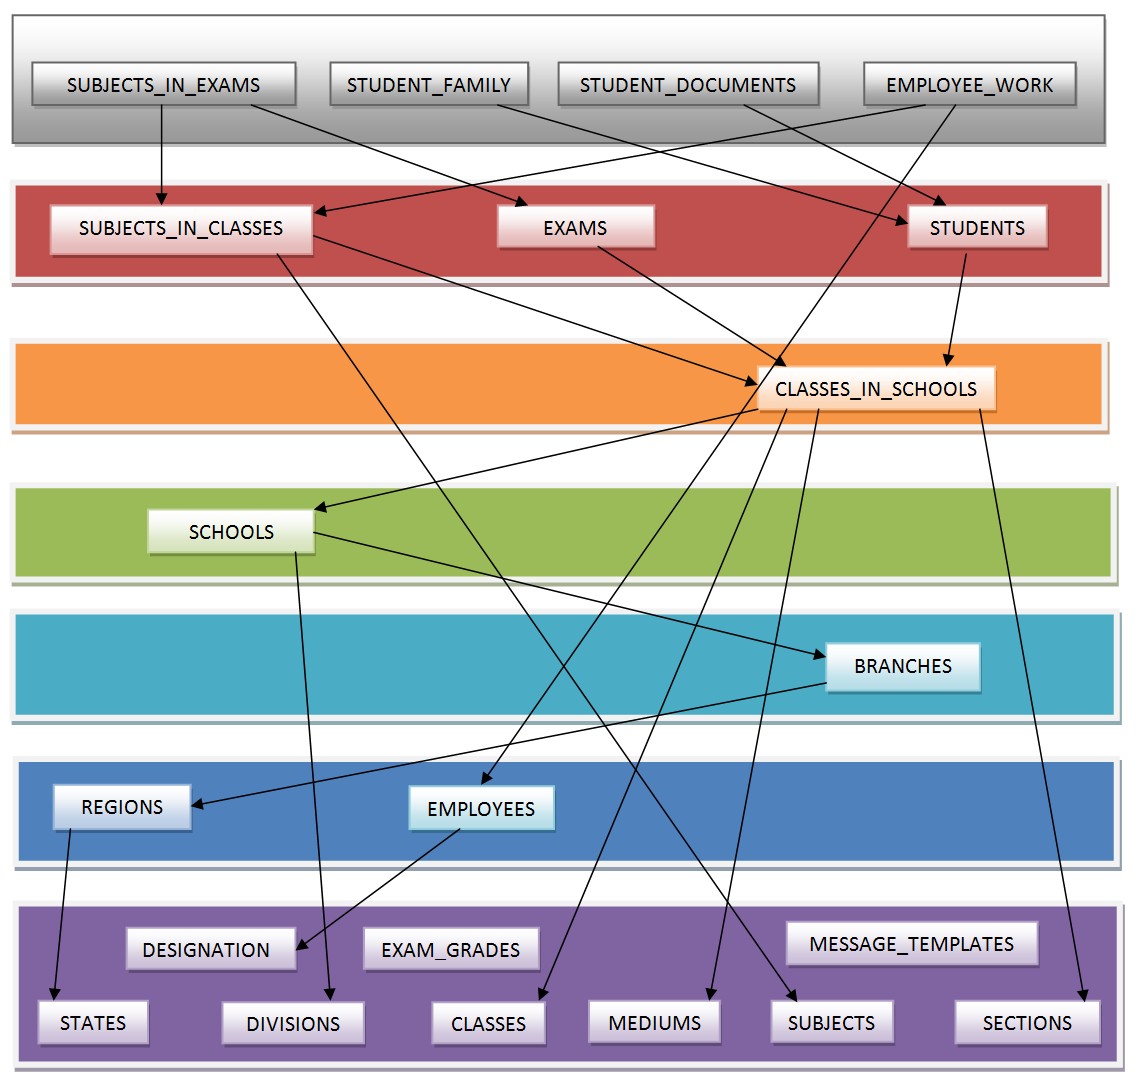 SUBJECTS_IN_EXAMS
STUDENT_FAMILY
STUDENT_DOCUMENTS
EMPLOYEE_WORK
SUBJECTS_IN_CLASSES
EXAMS
STUDENTS
CLASSES_IN_SCHOOLS
SCHOOLS
BRANCHES
REGIONS
EMPLOYEES
DESIGNATION
EXAM_GRADES
MESSAGE_TEMPLATES
STATES
DIVISIONS
CLASSES
MEDIUMS
SUBJECTS
SECTIONS